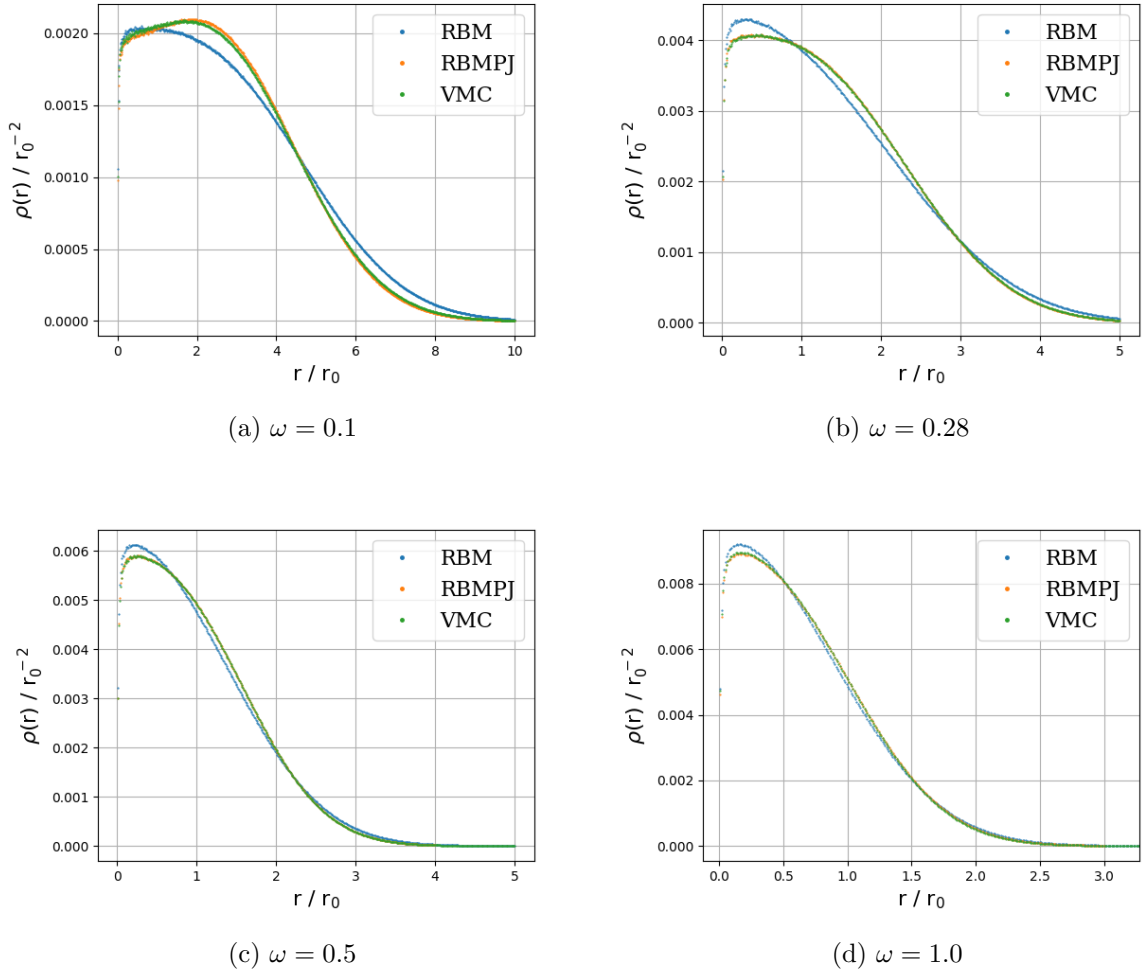 0.0020
0.0015
0.0010
0.0005
0.0000
ρ(r) / r₀⁻²
RBM
RBMPJ
VMC
0 2 4 6 8 10
r / r₀
(a) ω = 0.1
0.004
0.003
0.002
0.001
0.000
ρ(r) / r₀⁻²
RBM
RBMPJ
VMC
0 1 2 3 4 5
r / r₀
(b) ω = 0.28
0.006
0.005
0.004
0.003
0.002
0.001
0.000
ρ(r) / r₀⁻²
RBM
RBMPJ
VMC
0 1 2 3 4 5
r / r₀
(c) ω = 0.5
0.008
0.006
0.004
0.002
0.000
ρ(r) / r₀⁻²
RBM
RBMPJ
VMC
0.0 0.5 1.0 1.5 2.0 2.5 3.0
r / r₀
(d) ω = 1.0